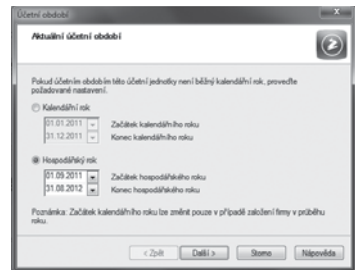 Účetní období
Aktuální účetní období
Pokud účetním obdobím této účetní jednotky není běžný kalendářní rok, proveďte
požadované nastavení.
Kalendářní rok
01.01.2011 Začátek kalendářního roku
31.12.2011 Konec kalendářního roku
Hospodářský rok
01.09.2011 Začátek hospodářského roku
31.08.2012 Konec hospodářského roku
Poznámka: Začátek kalendářního roku lze změnit pouze v případě založení firmy v průběhu
roku.
< Zpět Další > Storno Nápověda